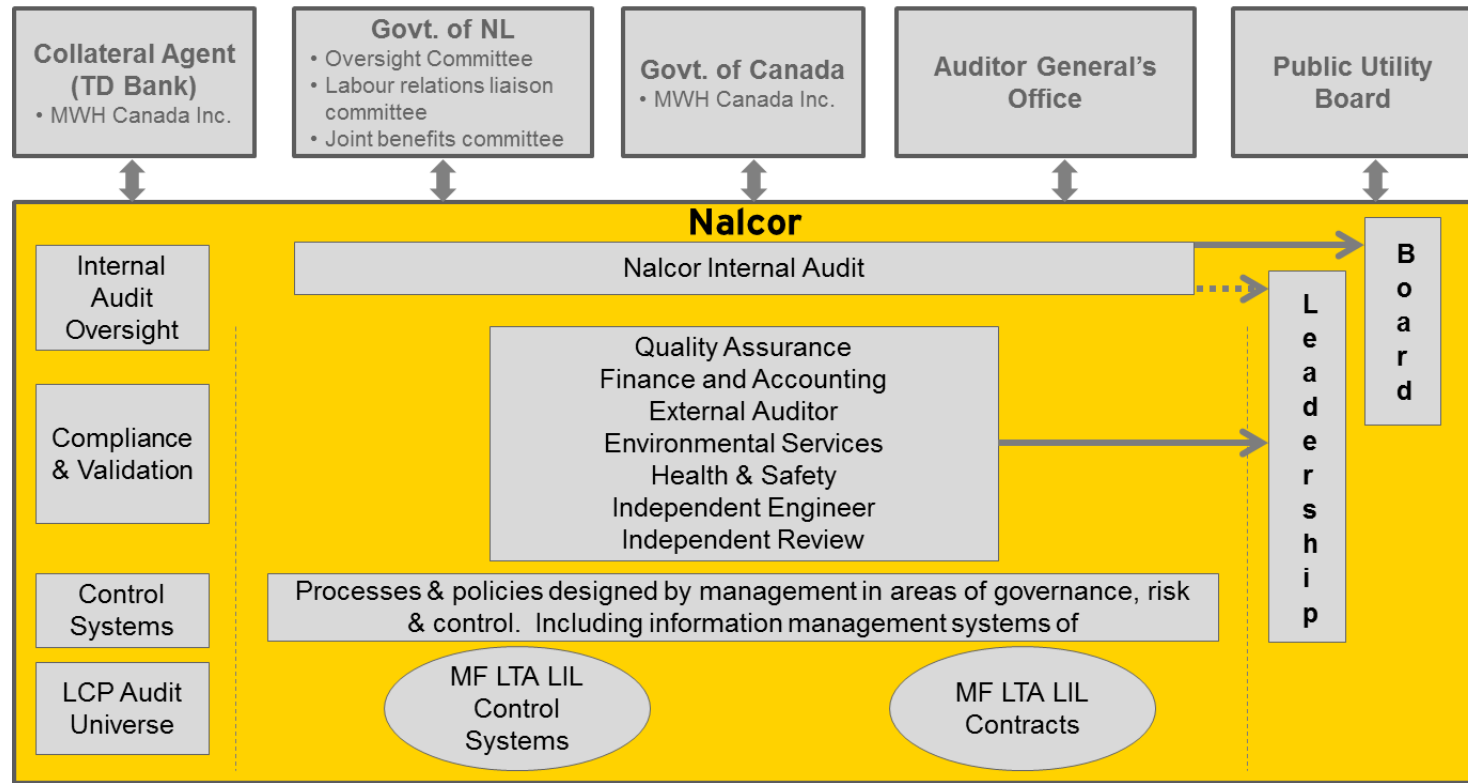 Collateral Agent
(TD Bank)
• MWH Canada Inc.
Govt. of NL
• Oversight Committee
• Labour relations liaison
committee
• Joint benefits committee
Govt. of Canada
• MWH Canada Inc.
Auditor General's
Office
Public Utility
Board
Nalcor
Internal
Audit
Oversight
Nalcor Internal Audit
Board
Leadership
Compliance
& Validation
Quality Assurance
Finance and Accounting
External Auditor
Environmental Services
Health & Safety
Independent Engineer
Independent Review
Control
Systems
Processes & policies designed by management in areas of governance, risk
& control. Including information management systems of
LCP Audit
Universe
MF LTA LIL
Control
Systems
MF LTA LIL
Contracts